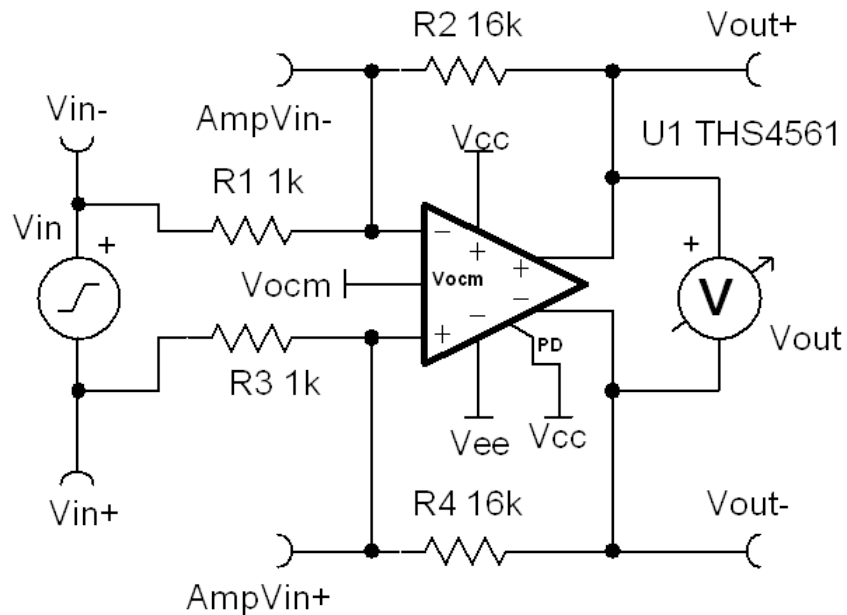 R2 16k
Vout+
Vin-
AmpVin-
Vcc
U1 THS4561
R1 1k
Vin
+
−
+
+
+
Vocm
Vocm
V
−
−
+
PD
Vout
R3 1k
Vee
Vcc
R4 16k
Vout-
Vin+
AmpVin+